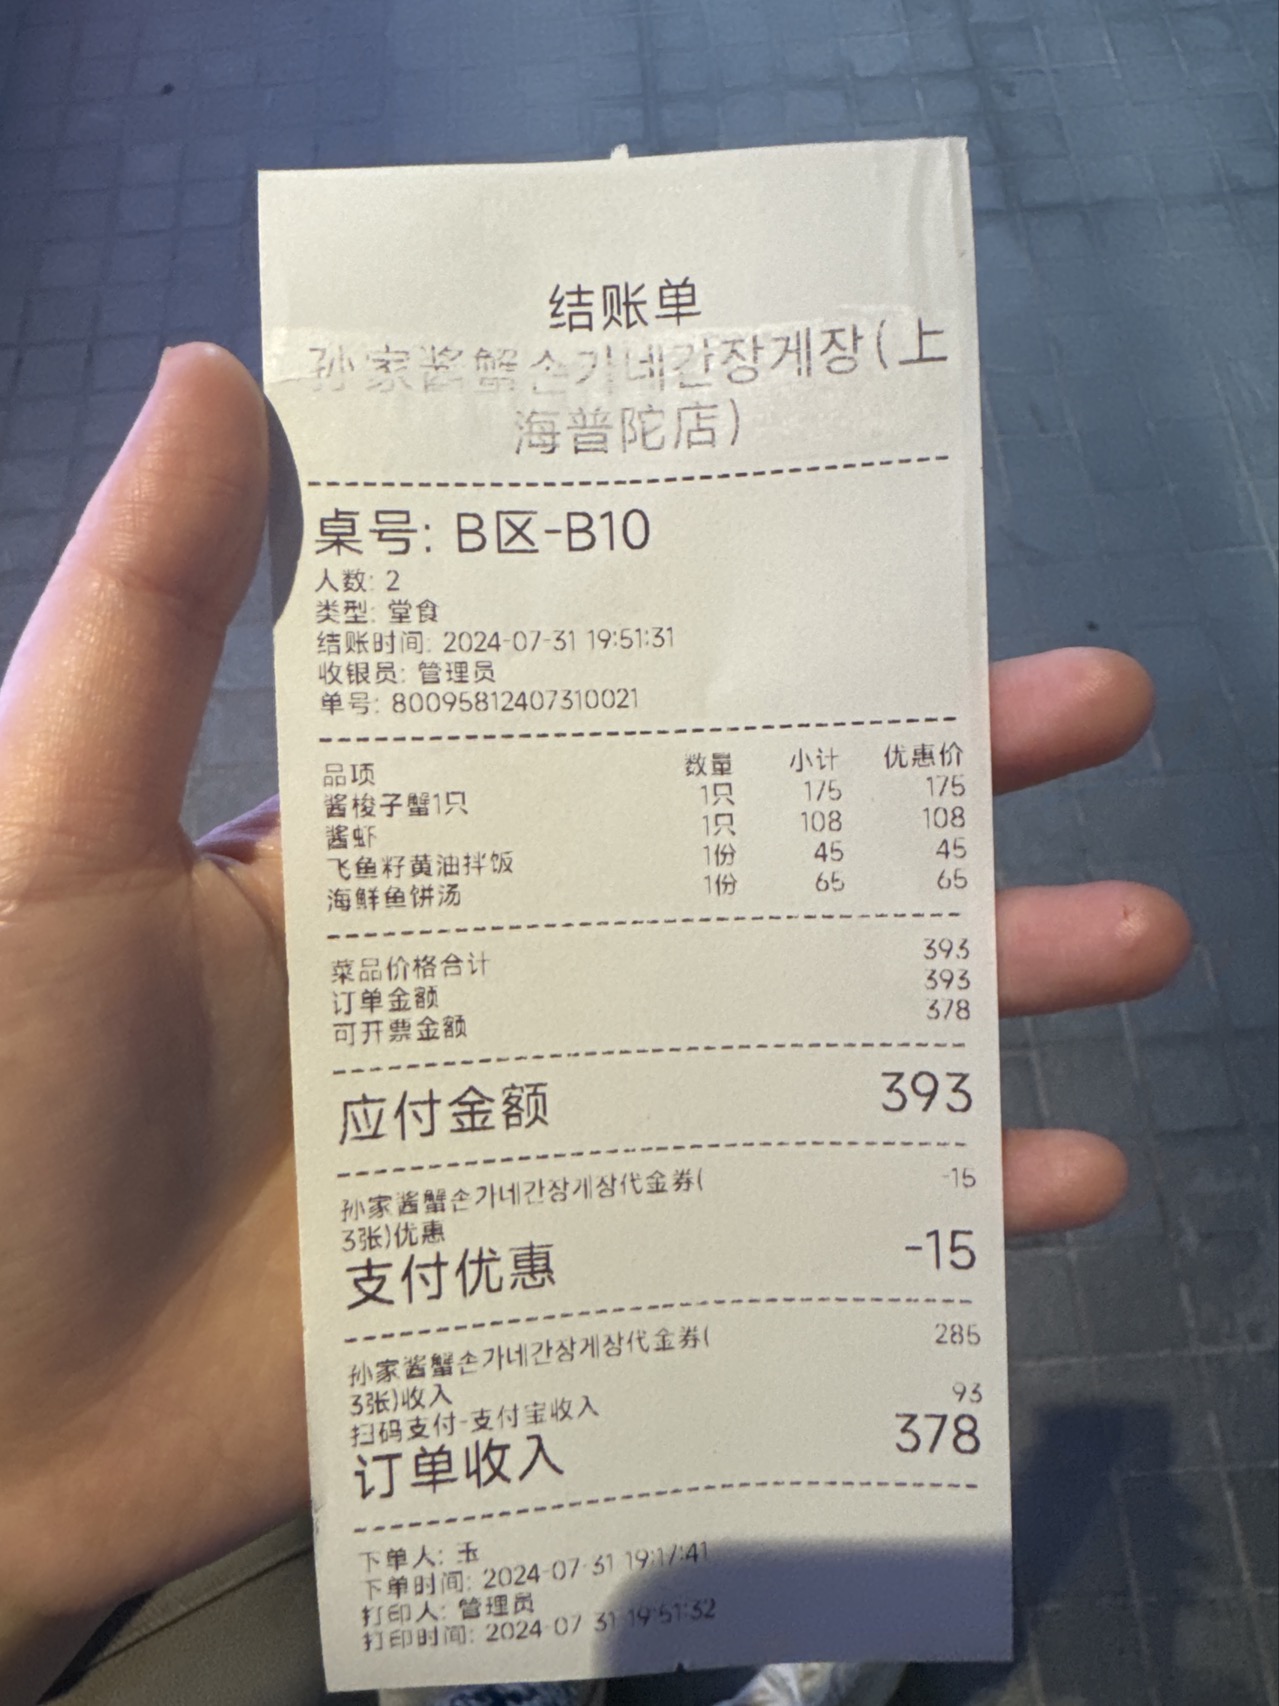 结账单
孙家酱蟹손가네간장게장(上
海普陀店)
桌号: B区-B10
人数: 2
类型: 堂食
结账时间: 2024-07-31 19:51:31
收银员: 管理员
单号: 80095812407310021
品项 数量 小计 优惠价
酱梭子蟹1只 1只 175 175
酱虾 1只 108 108
飞鱼籽黄油拌饭 1份 45 45
海鲜鱼饼汤 1份 65 65
菜品价格合计 393
订单金额 393
可开票金额 378
应付金额 393
孙家酱蟹손가네간장게장代金券( -15
3张)优惠
支付优惠 -15
孙家酱蟹손가네간장게장代金券( 285
3张)收入
扫码支付-支付宝收入 93
订单收入 378
下单人: 玉
下单时间: 2024-07-31 19:17:41
打印人: 管理员
打印时间: 2024-07-31 19:51:32